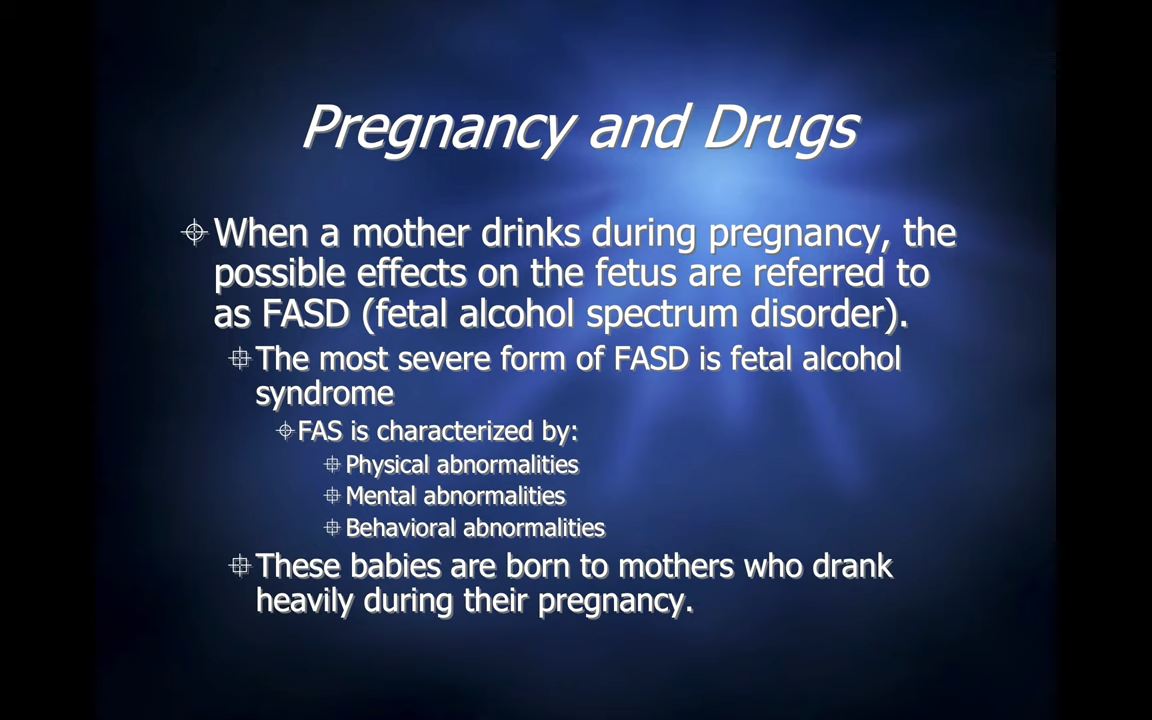 Pregnancy and Drugs
When a mother drinks during pregnancy, the
possible effects on the fetus are referred to
as FASD (fetal alcohol spectrum disorder).
The most severe form of FASD is fetal alcohol
syndrome
FAS is characterized by:
Physical abnormalities
Mental abnormalities
Behavioral abnormalities
These babies are born to mothers who drank
heavily during their pregnancy.